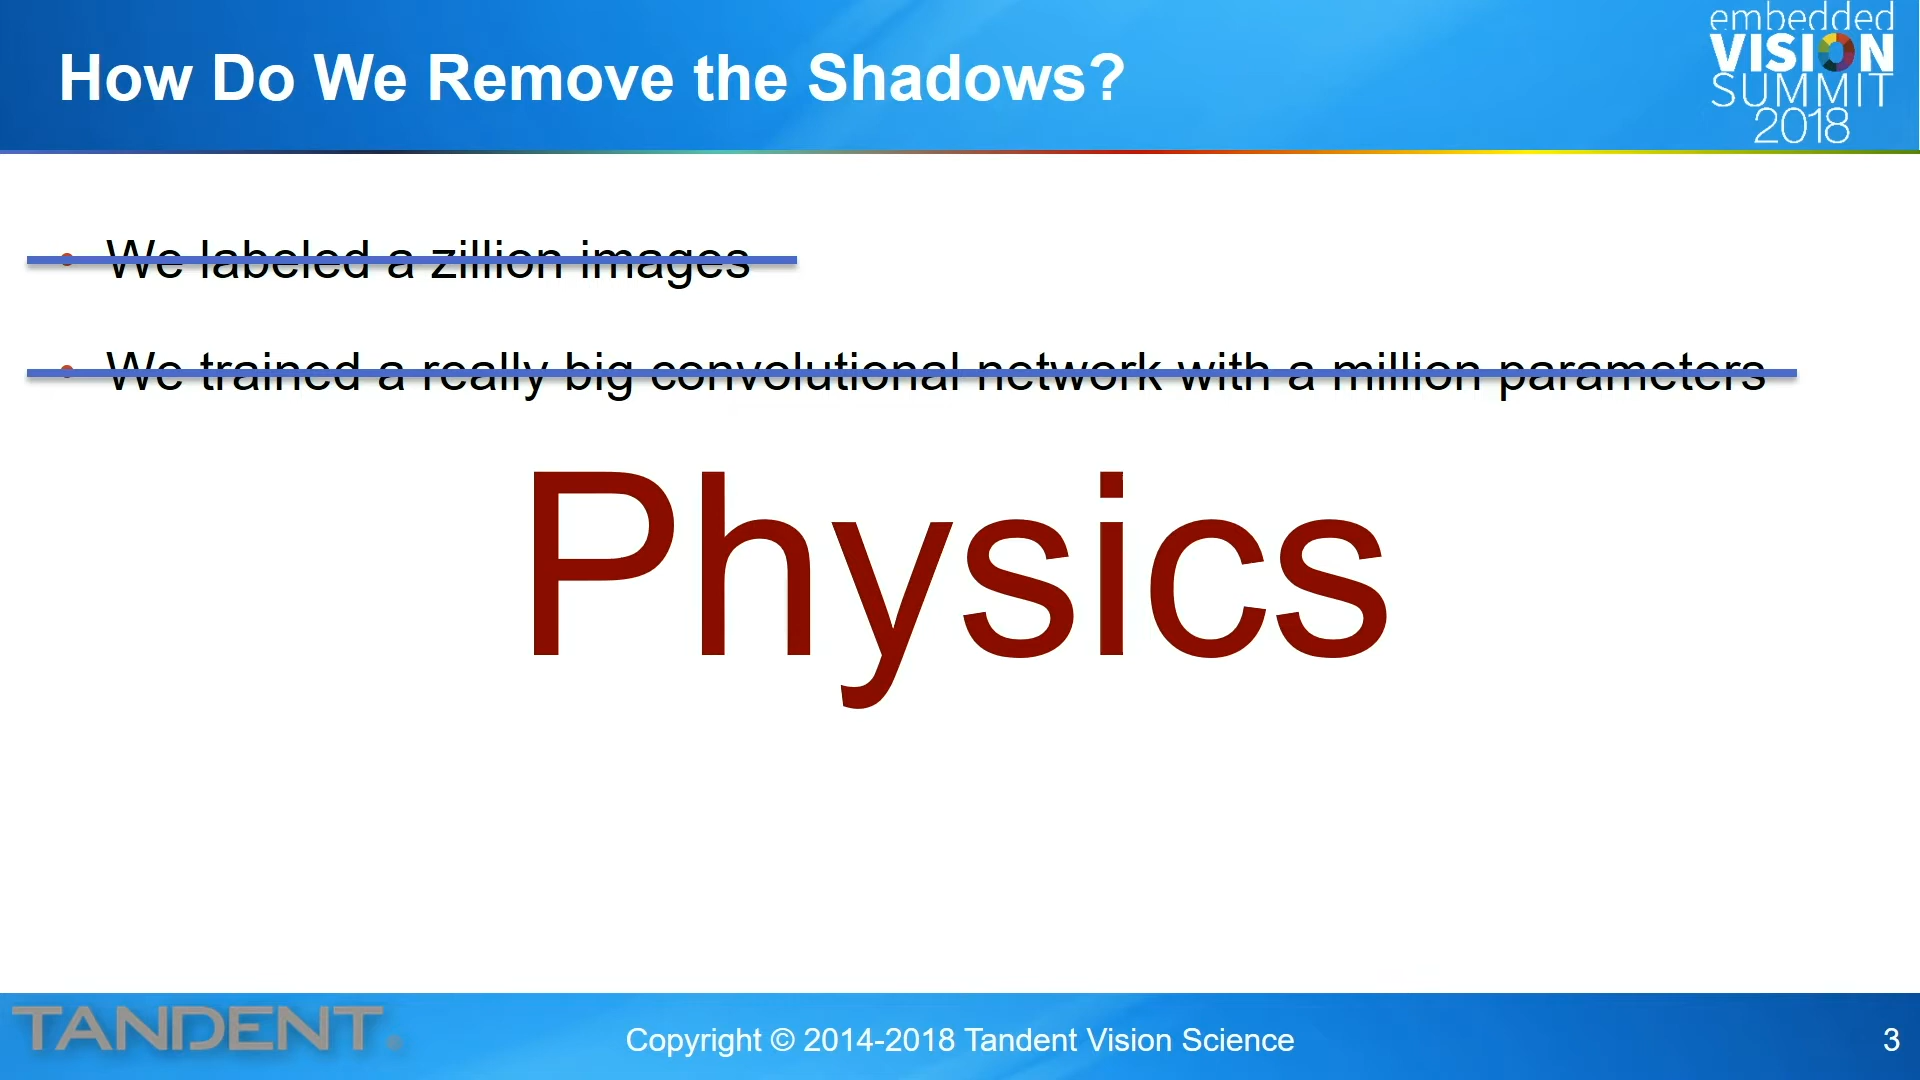 How Do We Remove the Shadows?
embedded
VISION
SUMMIT
2018
• We labeled a zillion images
• We trained a really big convolutional network with a million parameters
Physics
TANDENT®
Copyright © 2014-2018 Tandent Vision Science
3